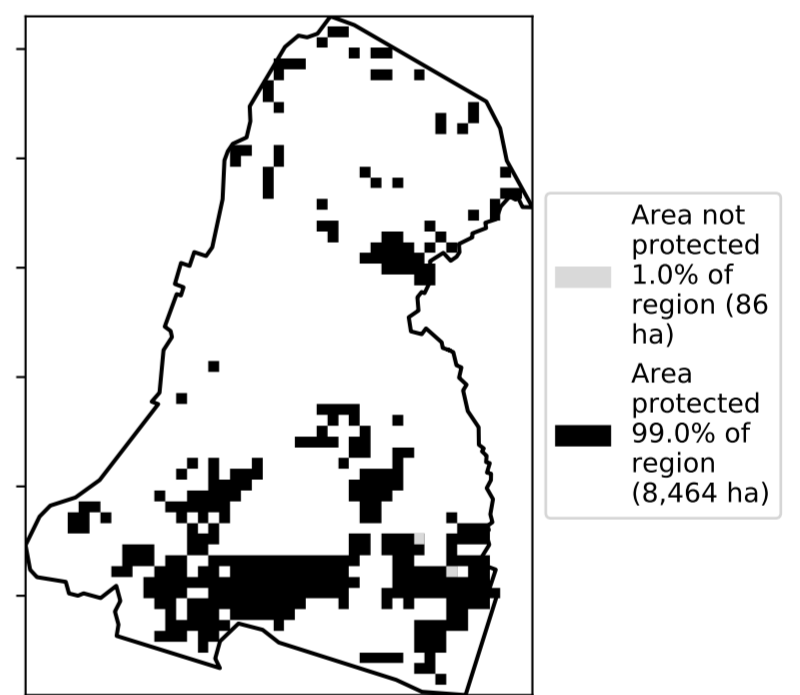 Area not
protected
1.0% of
region (86
ha)
Area
protected
99.0% of
region
(8,464 ha)